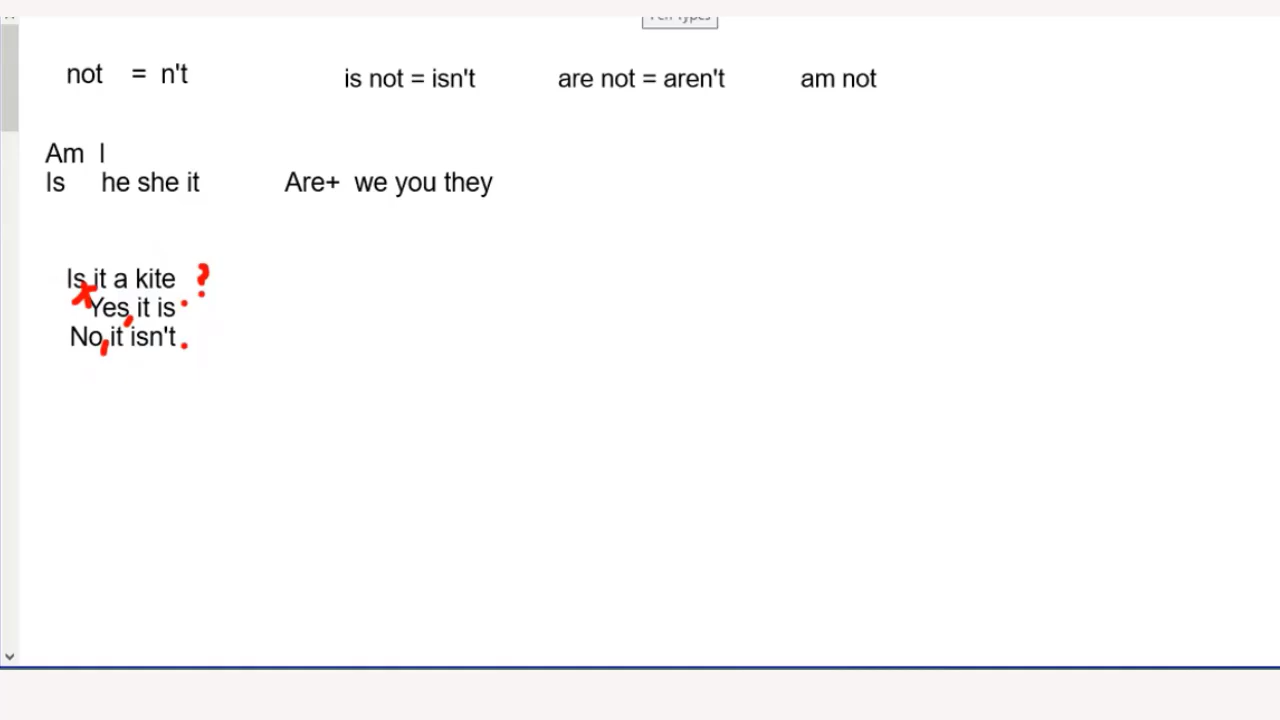 not = n't is not = isn't are not = aren't am not
Am I
Is he she it Are+ we you they
Is it a kite ?
Yes, it is .
No, it isn't .